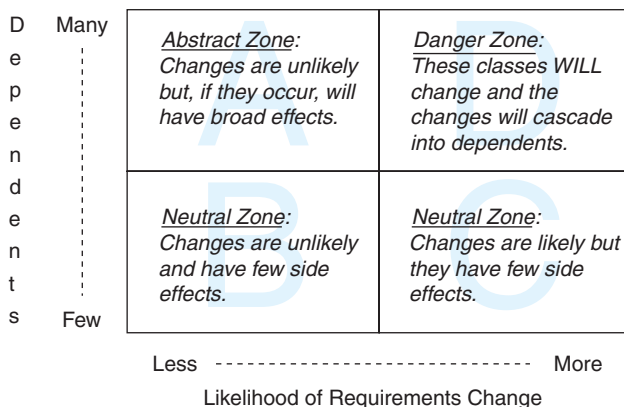 Dependents
Many
Few
A
Abstract Zone:
Changes are unlikely
but, if they occur, will
have broad effects.
D
Danger Zone:
These classes WILL
change and the
changes will cascade
into dependents.
B
Neutral Zone:
Changes are unlikely
and have few side
effects.
C
Neutral Zone:
Changes are likely but
they have few side
effects.
Less More
Likelihood of Requirements Change